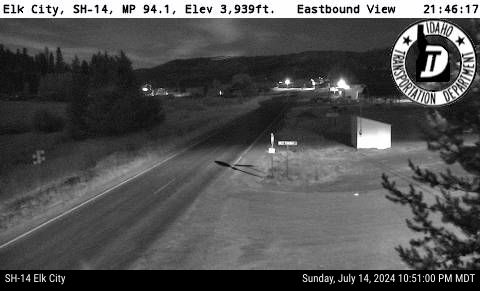 Elk City, SH-14, MP 94.1, Elev 3,939ft.   Eastbound View   21:46:17
IDAHO
TRANSPORTATION DEPARTMENT
SH-14 Elk City
Sunday, July 14, 2024 10:51:00 PM MDT